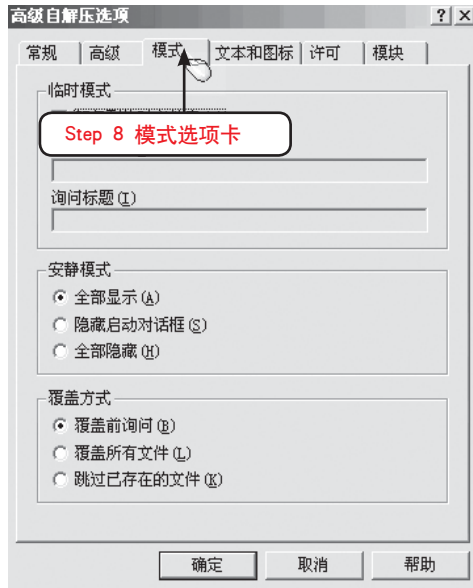 高级自解压选项
常规 高级 模式 文本和图标 许可 模块
临时模式
Step 8 模式选项卡
询问标题(I)
安静模式
全部显示(A)
隐藏启动对话框(S)
全部隐藏(H)
覆盖方式
覆盖前询问(B)
覆盖所有文件(L)
跳过已存在的文件(K)
确定 取消 帮助